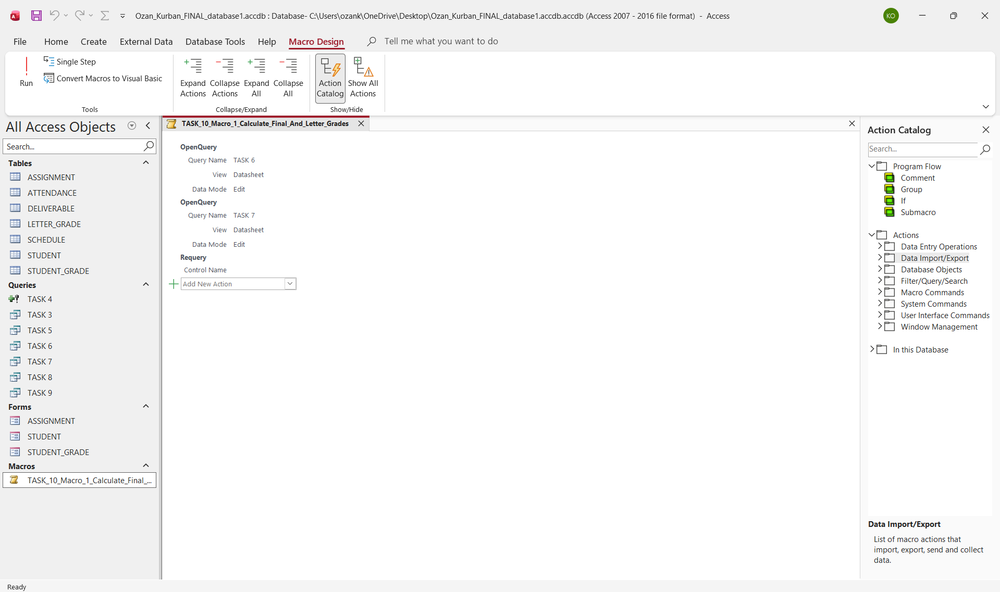 Ozan_Kurban_FINAL_database1.accdb : Database- C:\Users\ozank\OneDrive\Desktop\Ozan_Kurban_FINAL_database1.accdb.accdb (Access 2007 - 2016 file format)  -  Access
KO
File Home Create External Data Database Tools Help Macro Design Tell me what you want to do
Run
Single Step
Convert Macros to Visual Basic
Tools
Expand Actions
Collapse Actions
Expand All
Collapse All
Collapse/Expand
Action Catalog
Show All Actions
Show/Hide
All Access Objects
Search...
Tables
ASSIGNMENT
ATTENDANCE
DELIVERABLE
LETTER_GRADE
SCHEDULE
STUDENT
STUDENT_GRADE
Queries
TASK 4
TASK 3
TASK 5
TASK 6
TASK 7
TASK 8
TASK 9
Forms
ASSIGNMENT
STUDENT
STUDENT_GRADE
Macros
TASK_10_Macro_1_Calculate_Final_...
TASK_10_Macro_1_Calculate_Final_And_Letter_Grades
OpenQuery
Query Name TASK 6
View Datasheet
Data Mode Edit
OpenQuery
Query Name TASK 7
View Datasheet
Data Mode Edit
Requery
Control Name
Add New Action
Action Catalog
Search...
Program Flow
Comment
Group
If
Submacro
Actions
Data Entry Operations
Data Import/Export
Database Objects
Filter/Query/Search
Macro Commands
System Commands
User Interface Commands
Window Management
In this Database
Data Import/Export
List of macro actions that
import, export, send and collect
data.
Ready